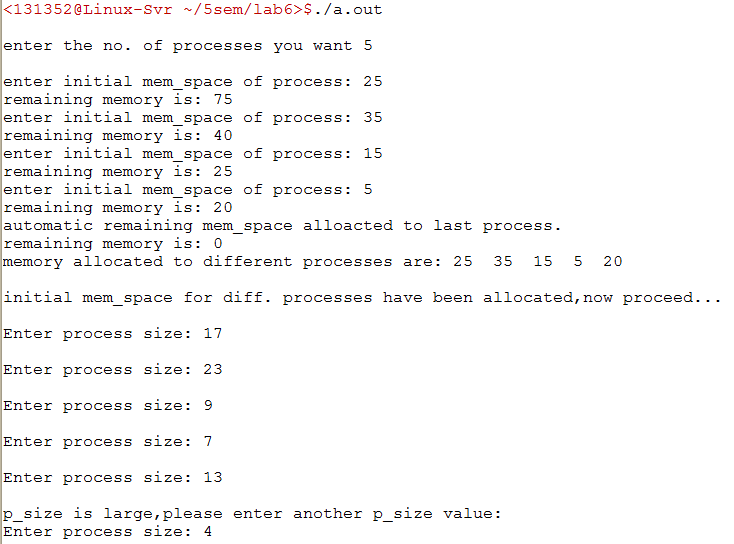 <131352@Linux-Svr ~/5sem/lab6>$./a.out
enter the no. of processes you want 5
enter initial mem_space of process: 25
remaining memory is: 75
enter initial mem_space of process: 35
remaining memory is: 40
enter initial mem_space of process: 15
remaining memory is: 25
enter initial mem_space of process: 5
remaining memory is: 20
automatic remaining mem_space alloacted to last process.
remaining memory is: 0
memory allocated to different processes are: 25  35  15  5  20
initial mem_space for diff. processes have been allocated,now proceed...
Enter process size: 17
Enter process size: 23
Enter process size: 9
Enter process size: 7
Enter process size: 13
p_size is large,please enter another p_size value:
Enter process size: 4